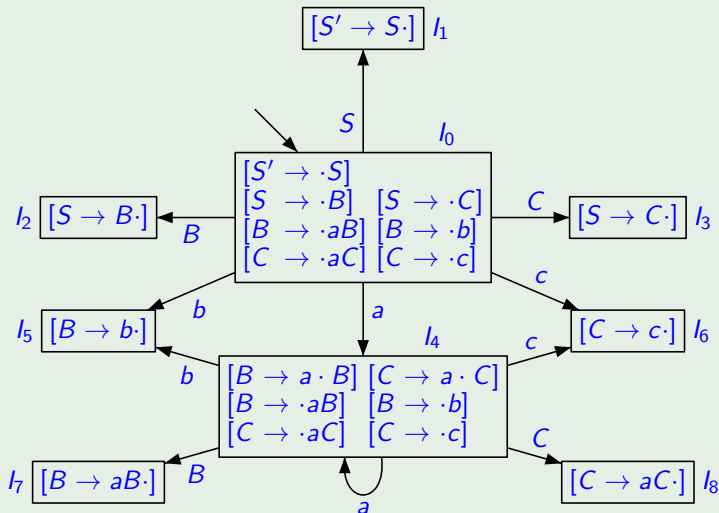 [S′ → S·] I₁
S
I₀
[S′ → ·S]
[S → ·B] [S → ·C]
[B → ·aB] [B → ·b]
[C → ·aC] [C → ·c]
I₂ [S → B·]
B
C
[S → C·] I₃
b
a
c
I₅ [B → b·]
[C → c·] I₆
I₄
b
c
[B → a · B] [C → a · C]
[B → ·aB] [B → ·b]
[C → ·aC] [C → ·c]
I₇ [B → aB·]
B
C
[C → aC·] I₈
a